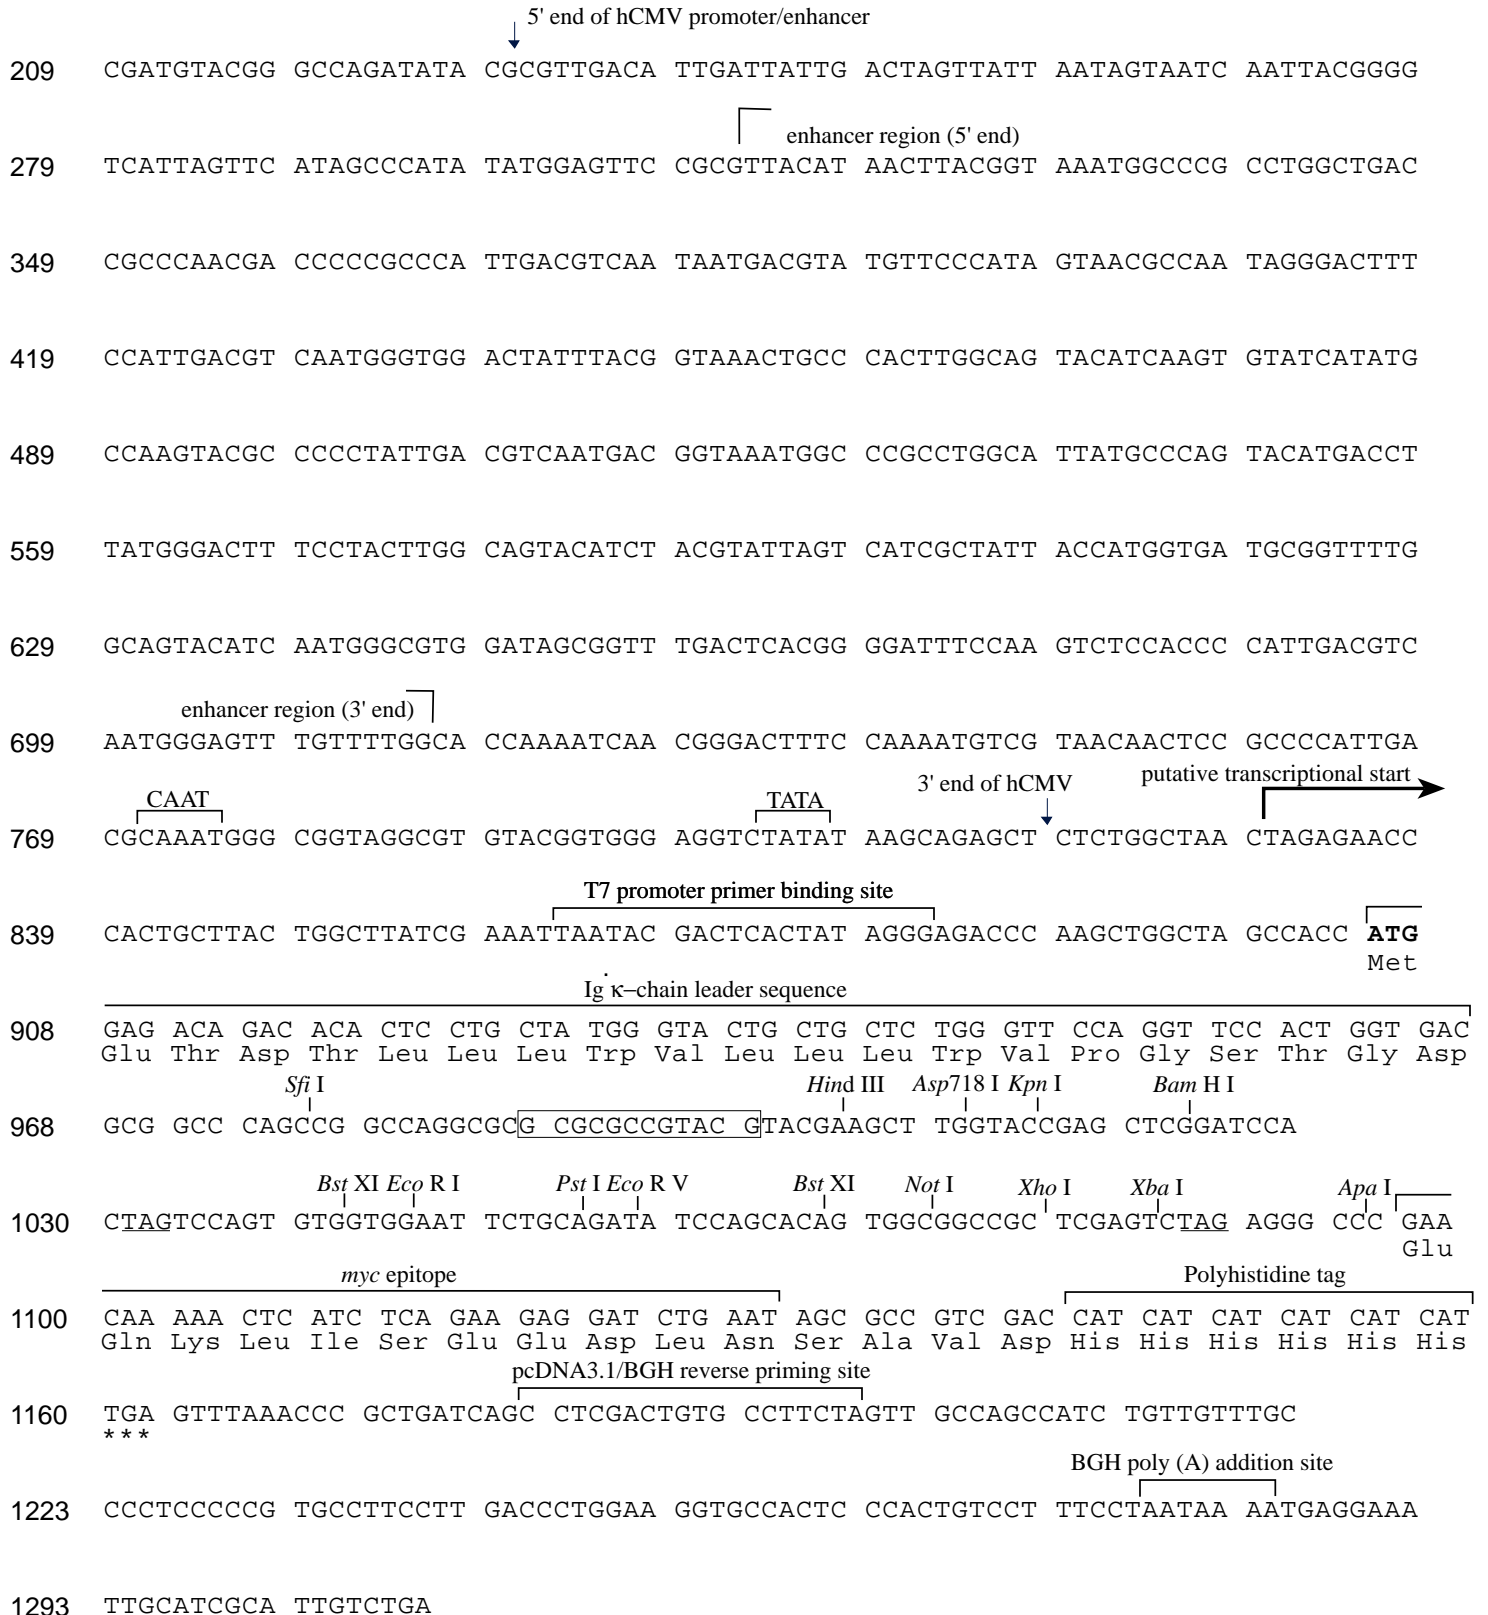 5' end of hCMV promoter/enhancer
209 CGATGTACGG GCCAGATATA CGCGTTGACA TTGATTATTG ACTAGTTATT AATAGTAATC AATTACGGGG
enhancer region (5' end)
279 TCATTAGTTC ATAGCCCATA TATGGAGTTC CGCGTTACAT AACTTACGGT AAATGGCCCG CCTGGCTGAC
349 CGCCCAACGA CCCCCGCCCA TTGACGTCAA TAATGACGTA TGTTCCCATA GTAACGCCAA TAGGGACTTT
419 CCATTGACGT CAATGGGTGG ACTATTTACG GTAAACTGCC CACTTGGCAG TACATCAAGT GTATCATATG
489 CCAAGTACGC CCCCTATTGA CGTCAATGAC GGTAAATGGC CCGCCTGGCA TTATGCCCAG TACATGACCT
559 TATGGGACTT TCCTACTTGG CAGTACATCT ACGTATTAGT CATCGCTATT ACCATGGTGA TGCGGTTTTG
629 GCAGTACATC AATGGGCGTG GATAGCGGTT TGACTCACGG GGATTTCCAA GTCTCCACCC CATTGACGTC
enhancer region (3' end)
699 AATGGGAGTT TGTTTTGGCA CCAAAATCAA CGGGACTTTC CAAAATGTCG TAACAACTCC GCCCCATTGA
CAAT TATA 3' end of hCMV putative transcriptional start
769 CGCAAATGGG CGGTAGGCGT GTACGGTGGG AGGTCTATAT AAGCAGAGCT CTCTGGCTAA CTAGAGAACC
T7 promoter primer binding site
839 CACTGCTTAC TGGCTTATCG AAATTAATAC GACTCACTAT AGGGAGACCC AAGCTGGCTA GCCACC ATG
Met
Ig κ–chain leader sequence
908 GAG ACA GAC ACA CTC CTG CTA TGG GTA CTG CTG CTC TGG GTT CCA GGT TCC ACT GGT GAC
Glu Thr Asp Thr Leu Leu Leu Trp Val Leu Leu Leu Trp Val Pro Gly Ser Thr Gly Asp
Sfi I Hind III Asp718 I Kpn I Bam H I
968 GCG GCC CAGCCG GCCAGGCGCG CGCGCCGTAC GTACGAAGCT TGGTACCGAG CTCGGATCCA
Bst XI Eco R I Pst I Eco R V Bst XI Not I Xho I Xba I Apa I
1030 CTAGTCCAGT GTGGTGGAAT TCTGCAGATA TCCAGCACAG TGGCGGCCGC TCGAGTCTAG AGGG CCC GAA
Glu
myc epitope Polyhistidine tag
1100 CAA AAA CTC ATC TCA GAA GAG GAT CTG AAT AGC GCC GTC GAC CAT CAT CAT CAT CAT CAT
Gln Lys Leu Ile Ser Glu Glu Asp Leu Asn Ser Ala Val Asp His His His His His His
pcDNA3.1/BGH reverse priming site
1160 TGA GTTTAAACCC GCTGATCAGC CTCGACTGTG CCTTCTAGTT GCCAGCCATC TGTTGTTTGC
***
BGH poly (A) addition site
1223 CCCTCCCCCG TGCCTTCCTT GACCCTGGAA GGTGCCACTC CCACTGTCCT TTCCTAATAA AATGAGGAAA
1293 TTGCATCGCA TTGTCTGA